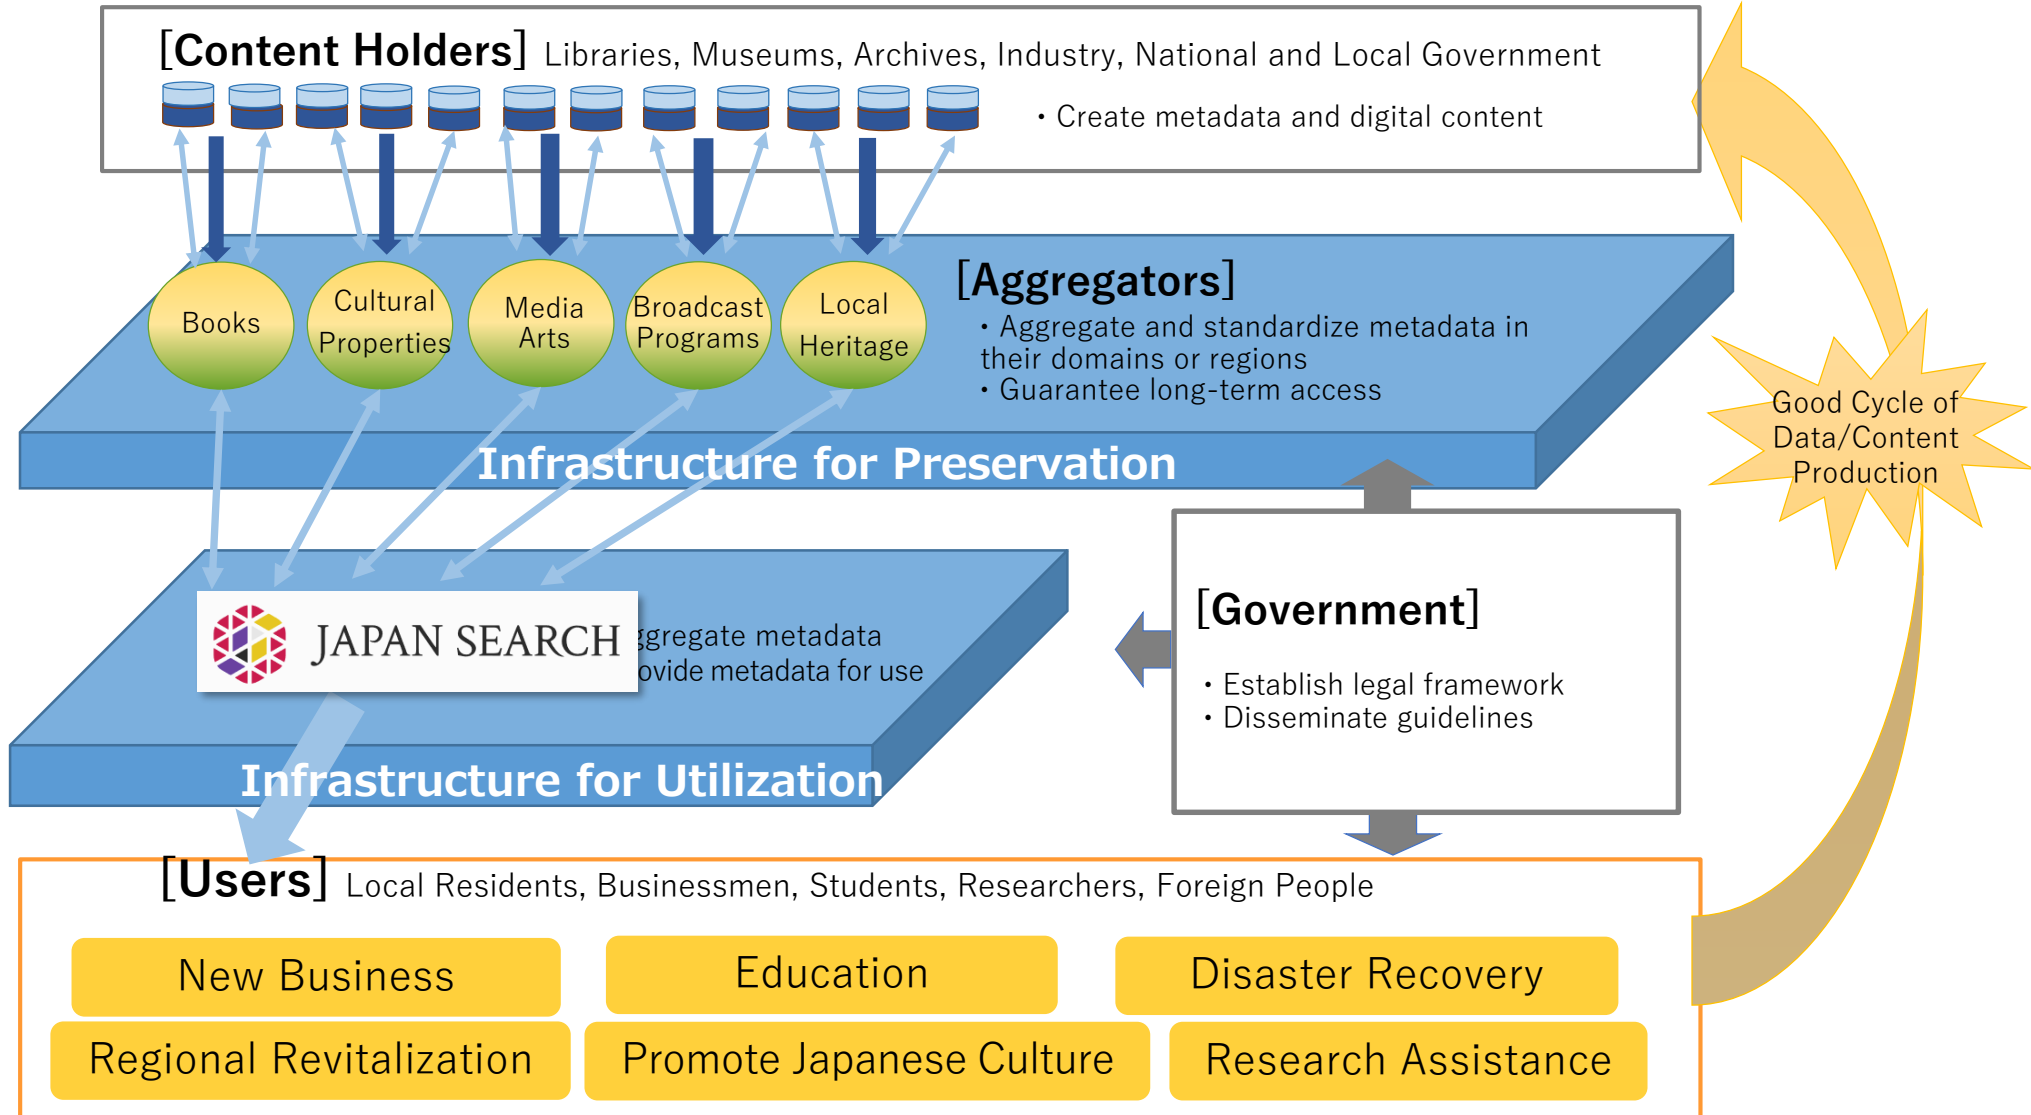 [Content Holders] Libraries, Museums, Archives, Industry, National and Local Government
・Create metadata and digital content
[Aggregators]
・Aggregate and standardize metadata in
their domains or regions
・Guarantee long-term access
Books
Cultural
Properties
Media
Arts
Broadcast
Programs
Local
Heritage
Infrastructure for Preservation
Good Cycle of
Data/Content
Production
JAPAN SEARCH
ggregate metadata
ovide metadata for use
Infrastructure for Utilization
[Government]
・Establish legal framework
・Disseminate guidelines
[Users] Local Residents, Businessmen, Students, Researchers, Foreign People
New Business
Education
Disaster Recovery
Regional Revitalization
Promote Japanese Culture
Research Assistance